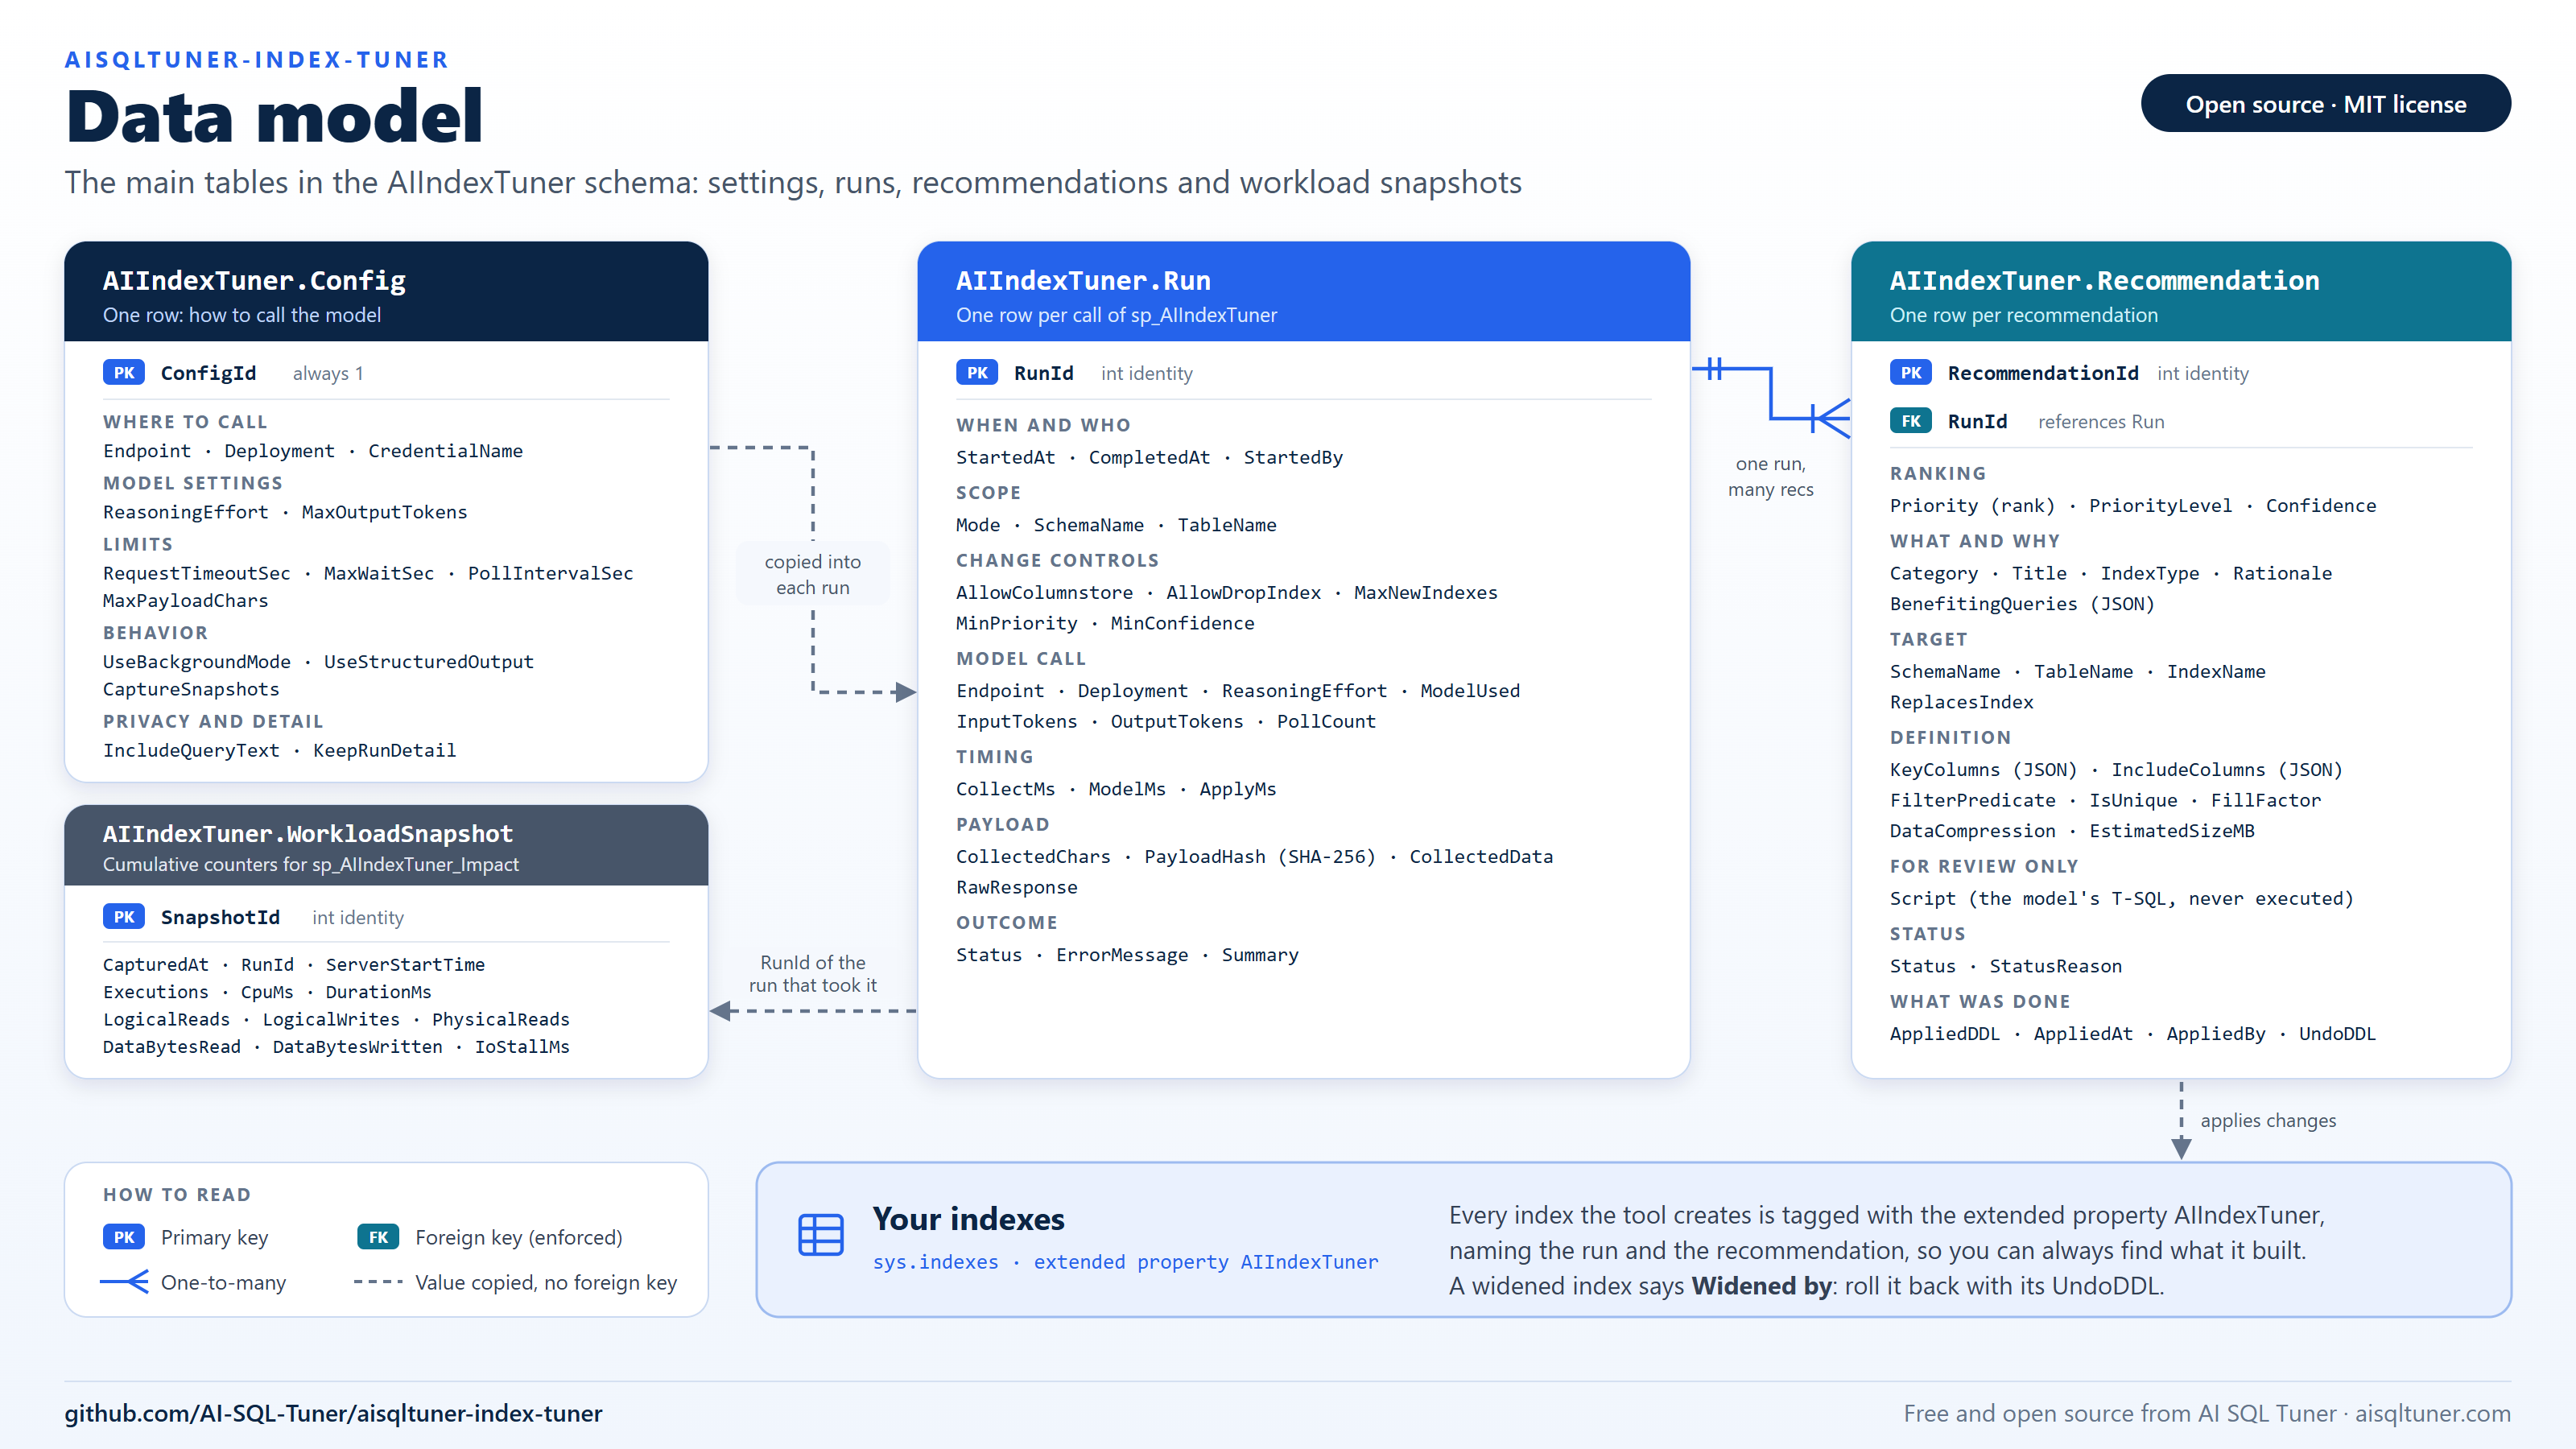 AISQLTUNER-INDEX-TUNER
Data model
The main tables in the AIIndexTuner schema: settings, runs, recommendations and workload snapshots
Open source · MIT license
AIIndexTuner.Config
One row: how to call the model
PK ConfigId always 1
WHERE TO CALL
Endpoint · Deployment · CredentialName
MODEL SETTINGS
ReasoningEffort · MaxOutputTokens
LIMITS
RequestTimeoutSec · MaxWaitSec · PollIntervalSec
MaxPayloadChars
BEHAVIOR
UseBackgroundMode · UseStructuredOutput
CaptureSnapshots
PRIVACY AND DETAIL
IncludeQueryText · KeepRunDetail
copied into
each run
AIIndexTuner.WorkloadSnapshot
Cumulative counters for sp_AIIndexTuner_Impact
PK SnapshotId int identity
CapturedAt · RunId · ServerStartTime
Executions · CpuMs · DurationMs
LogicalReads · LogicalWrites · PhysicalReads
DataBytesRead · DataBytesWritten · IoStallMs
RunId of the
run that took it
AIIndexTuner.Run
One row per call of sp_AIIndexTuner
PK RunId int identity
WHEN AND WHO
StartedAt · CompletedAt · StartedBy
SCOPE
Mode · SchemaName · TableName
CHANGE CONTROLS
AllowColumnstore · AllowDropIndex · MaxNewIndexes
MinPriority · MinConfidence
MODEL CALL
Endpoint · Deployment · ReasoningEffort · ModelUsed
InputTokens · OutputTokens · PollCount
TIMING
CollectMs · ModelMs · ApplyMs
PAYLOAD
CollectedChars · PayloadHash (SHA-256) · CollectedData
RawResponse
OUTCOME
Status · ErrorMessage · Summary
one run,
many recs
AIIndexTuner.Recommendation
One row per recommendation
PK RecommendationId int identity
FK RunId references Run
RANKING
Priority (rank) · PriorityLevel · Confidence
WHAT AND WHY
Category · Title · IndexType · Rationale
BenefitingQueries (JSON)
TARGET
SchemaName · TableName · IndexName
ReplacesIndex
DEFINITION
KeyColumns (JSON) · IncludeColumns (JSON)
FilterPredicate · IsUnique · FillFactor
DataCompression · EstimatedSizeMB
FOR REVIEW ONLY
Script (the model's T-SQL, never executed)
STATUS
Status · StatusReason
WHAT WAS DONE
AppliedDDL · AppliedAt · AppliedBy · UndoDDL
applies changes
HOW TO READ
PK Primary key FK Foreign key (enforced)
One-to-many Value copied, no foreign key
Your indexes
sys.indexes · extended property AIIndexTuner
Every index the tool creates is tagged with the extended property AIIndexTuner,
naming the run and the recommendation, so you can always find what it built.
A widened index says Widened by: roll it back with its UndoDDL.
github.com/AI-SQL-Tuner/aisqltuner-index-tuner
Free and open source from AI SQL Tuner · aisqltuner.com